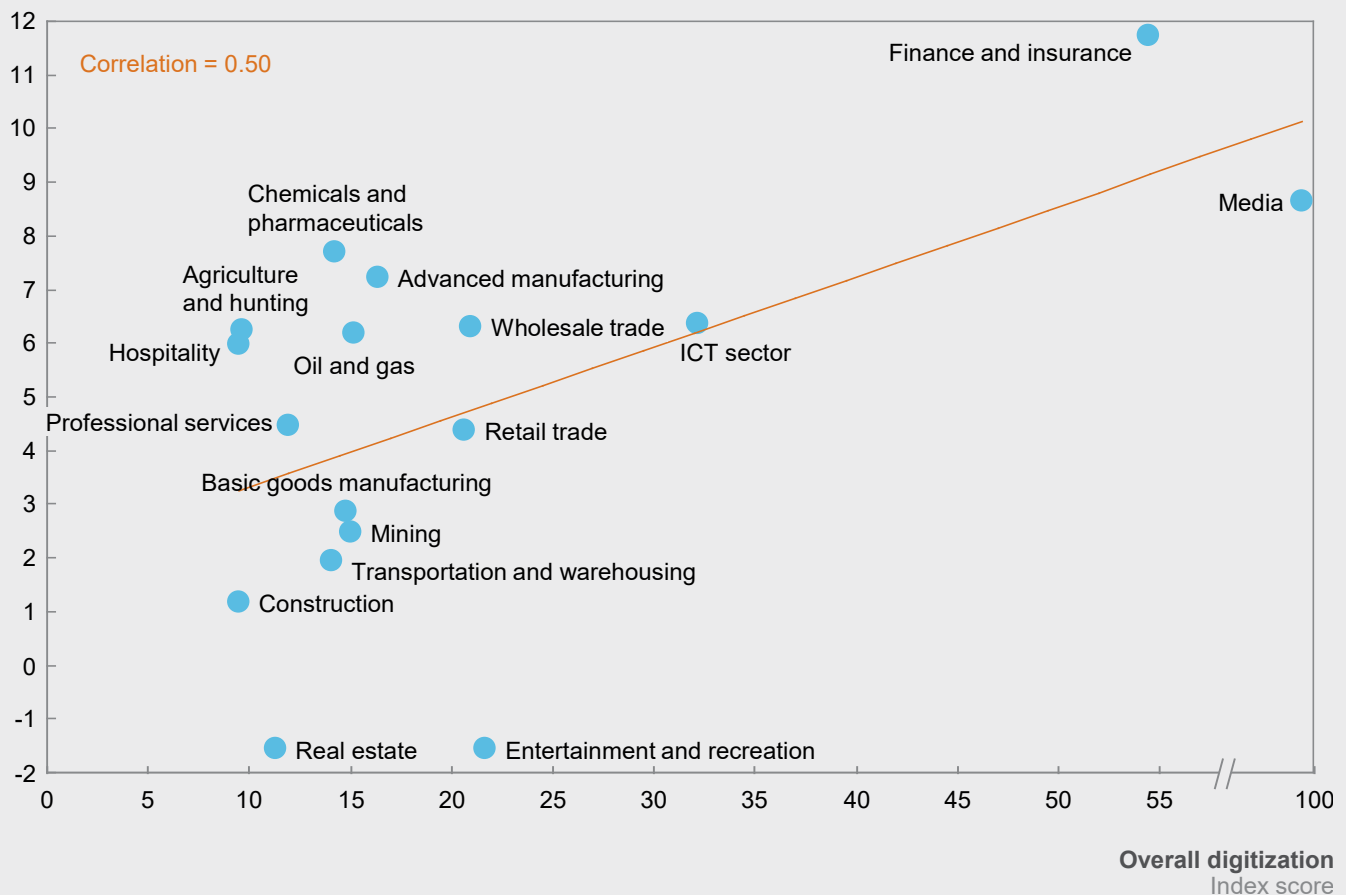 12
11
10
9
8
7
6
5
4
3
2
1
0
-1
-2
Correlation = 0.50
Finance and insurance
Media
Chemicals and
pharmaceuticals
Advanced manufacturing
Agriculture
and hunting
Hospitality
Oil and gas
Wholesale trade
ICT sector
Professional services
Retail trade
Basic goods manufacturing
Mining
Transportation and warehousing
Construction
Real estate
Entertainment and recreation
0 5 10 15 20 25 30 35 40 45 50 55 100
Overall digitization
Index score